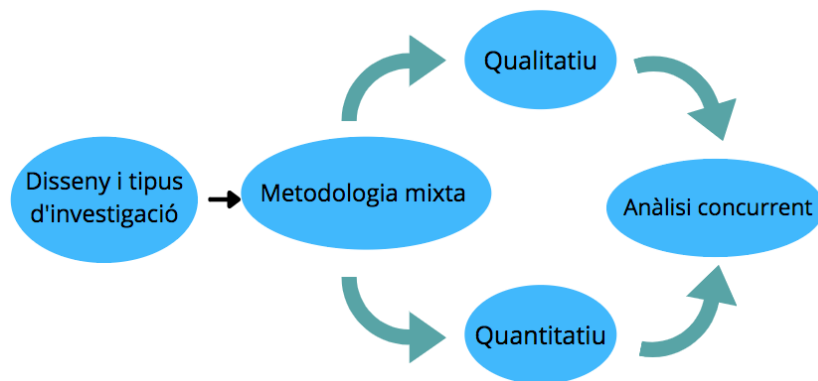 Qualitatiu
Disseny i tipus
d'investigació
Metodologia mixta
Anàlisi concurrent
Quantitatiu